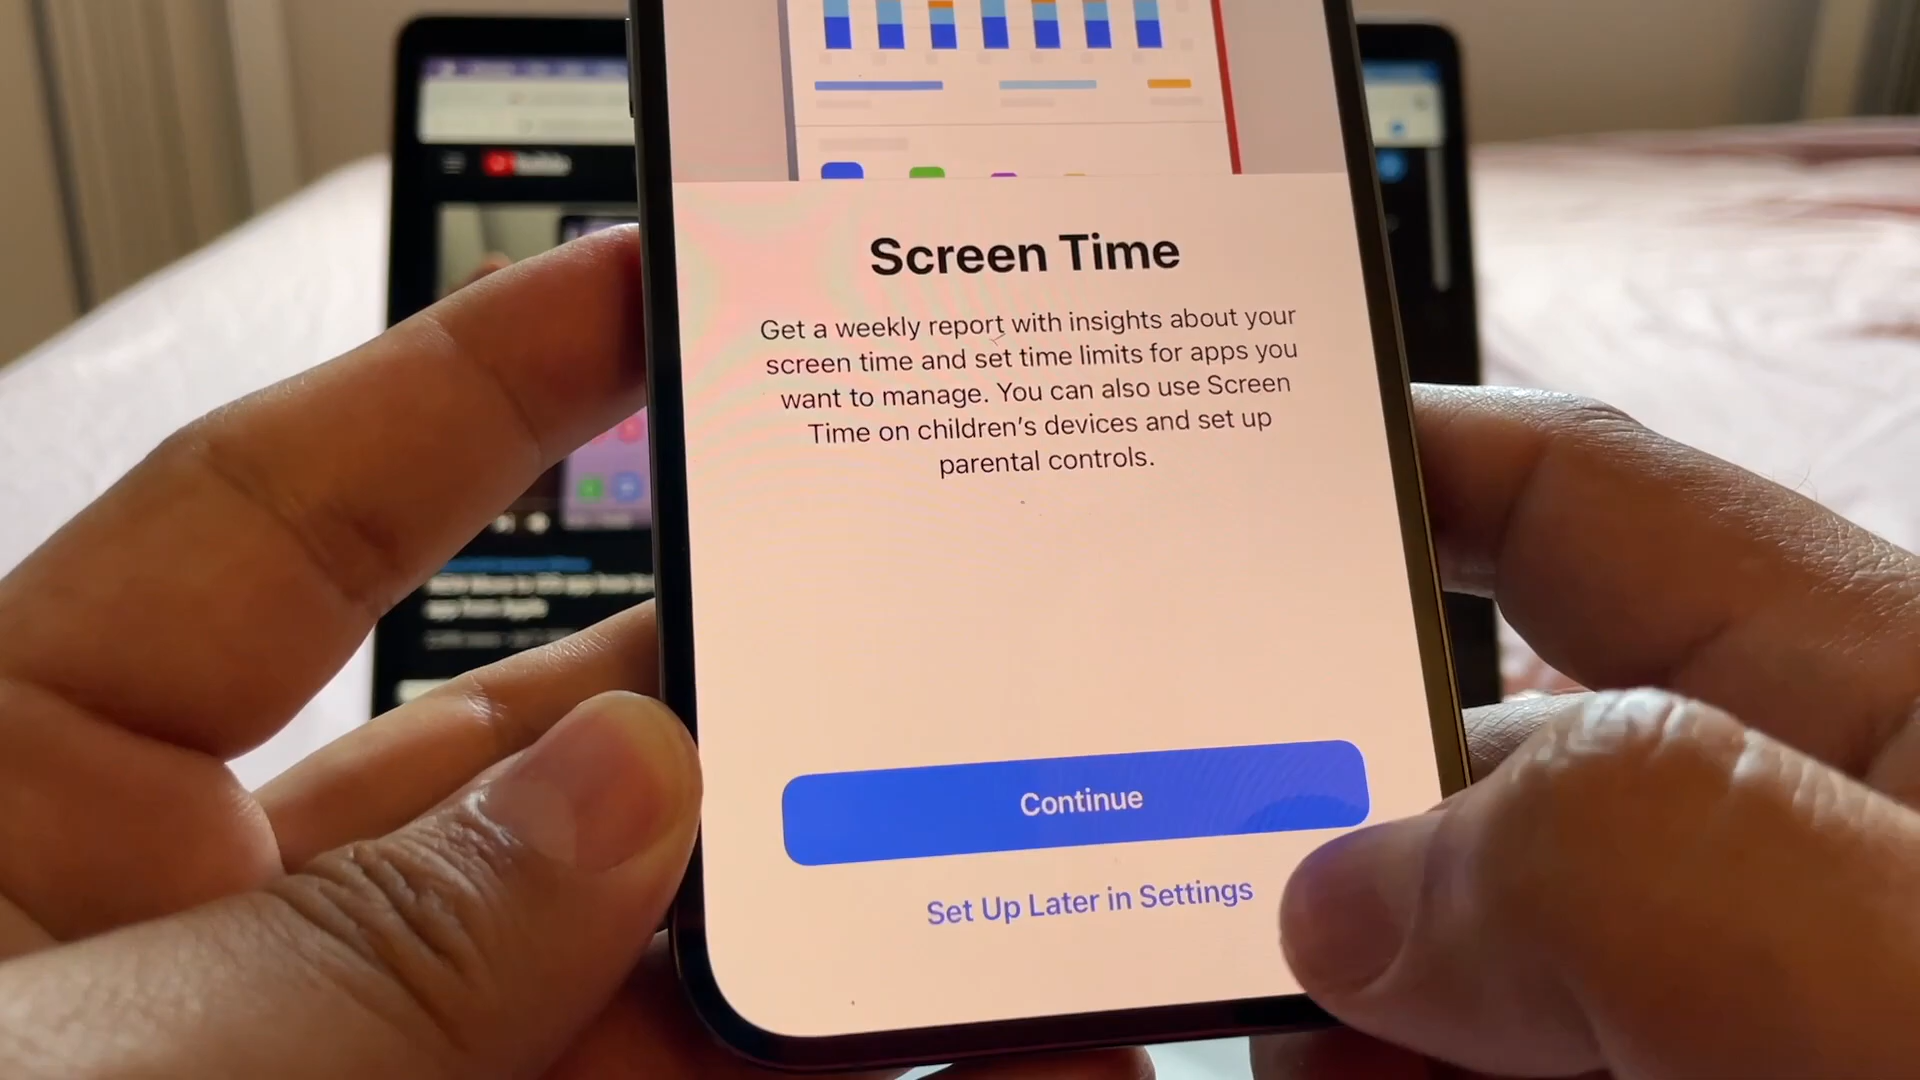 Screen Time
Get a weekly report with insights about your
screen time and set time limits for apps you
want to manage. You can also use Screen
Time on children's devices and set up
parental controls.
Continue
Set Up Later in Settings